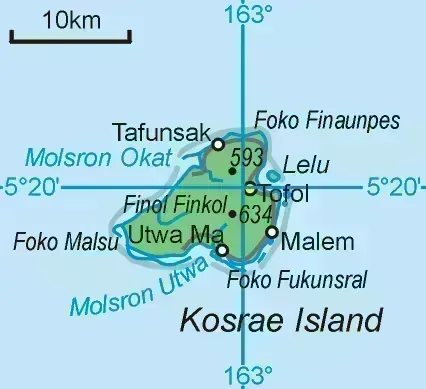 163°
10km
Foko Finaunpes
Tafunsak
Molsron Okat
593
Lelu
5°20'
5°20'
Tofol
Finol Finkol
634
Foko Malsu
Utwa Ma
Malem
Molsron Utwa
Foko Fukunsral
Kosrae Island
163°